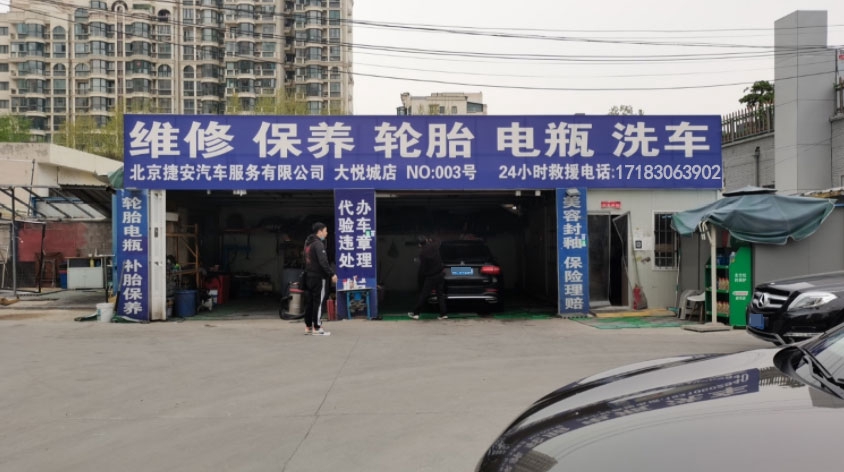 维修 保养 轮胎 电瓶 洗车
北京捷安汽车服务有限公司 大悦城店 NO:003号 24小时救援电话:17183063902
轮胎电瓶 补胎保养
代办
验车
违章
处理
美容封釉 保险理赔